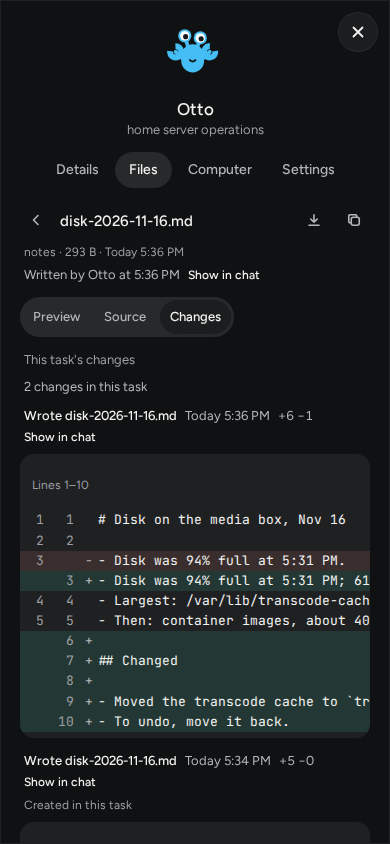 Otto
home server operations
Details Files Computer Settings
disk-2026-11-16.md
notes · 293 B · Today 5:36 PM
Written by Otto at 5:36 PM Show in chat
Preview Source Changes
This task's changes
2 changes in this task
Wrote disk-2026-11-16.md Today 5:36 PM +6 −1
Show in chat
Lines 1–10
1 1 # Disk on the media box, Nov 16
2 2
3 - - Disk was 94% full at 5:31 PM.
3 + - Disk was 94% full at 5:31 PM; 61
4 4 - Largest: /var/lib/transcode-cach
5 5 - Then: container images, about 40
6 +
7 + ## Changed
8 +
9 + - Moved the transcode cache to `tr
10 + - To undo, move it back.
Wrote disk-2026-11-16.md Today 5:34 PM +5 −0
Show in chat
Created in this task